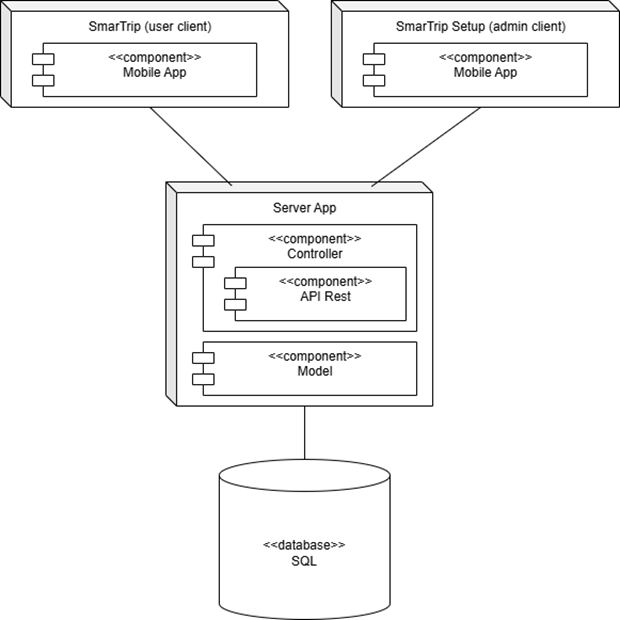 SmarTrip (user client)
<<component>>
Mobile App
SmarTrip Setup (admin client)
<<component>>
Mobile App
Server App
<<component>>
Controller
<<component>>
API Rest
<<component>>
Model
<<database>>
SQL